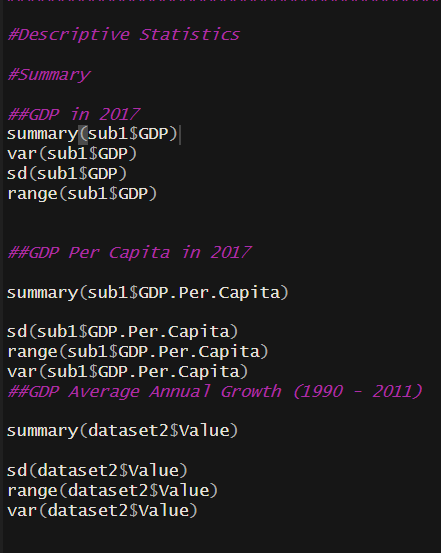 #Descriptive Statistics
#Summary
##GDP in 2017
summary(sub1$GDP)
var(sub1$GDP)
sd(sub1$GDP)
range(sub1$GDP)
##GDP Per Capita in 2017
summary(sub1$GDP.Per.Capita)
sd(sub1$GDP.Per.Capita)
range(sub1$GDP.Per.Capita)
var(sub1$GDP.Per.Capita)
##GDP Average Annual Growth (1990 - 2011)
summary(dataset2$Value)
sd(dataset2$Value)
range(dataset2$Value)
var(dataset2$Value)